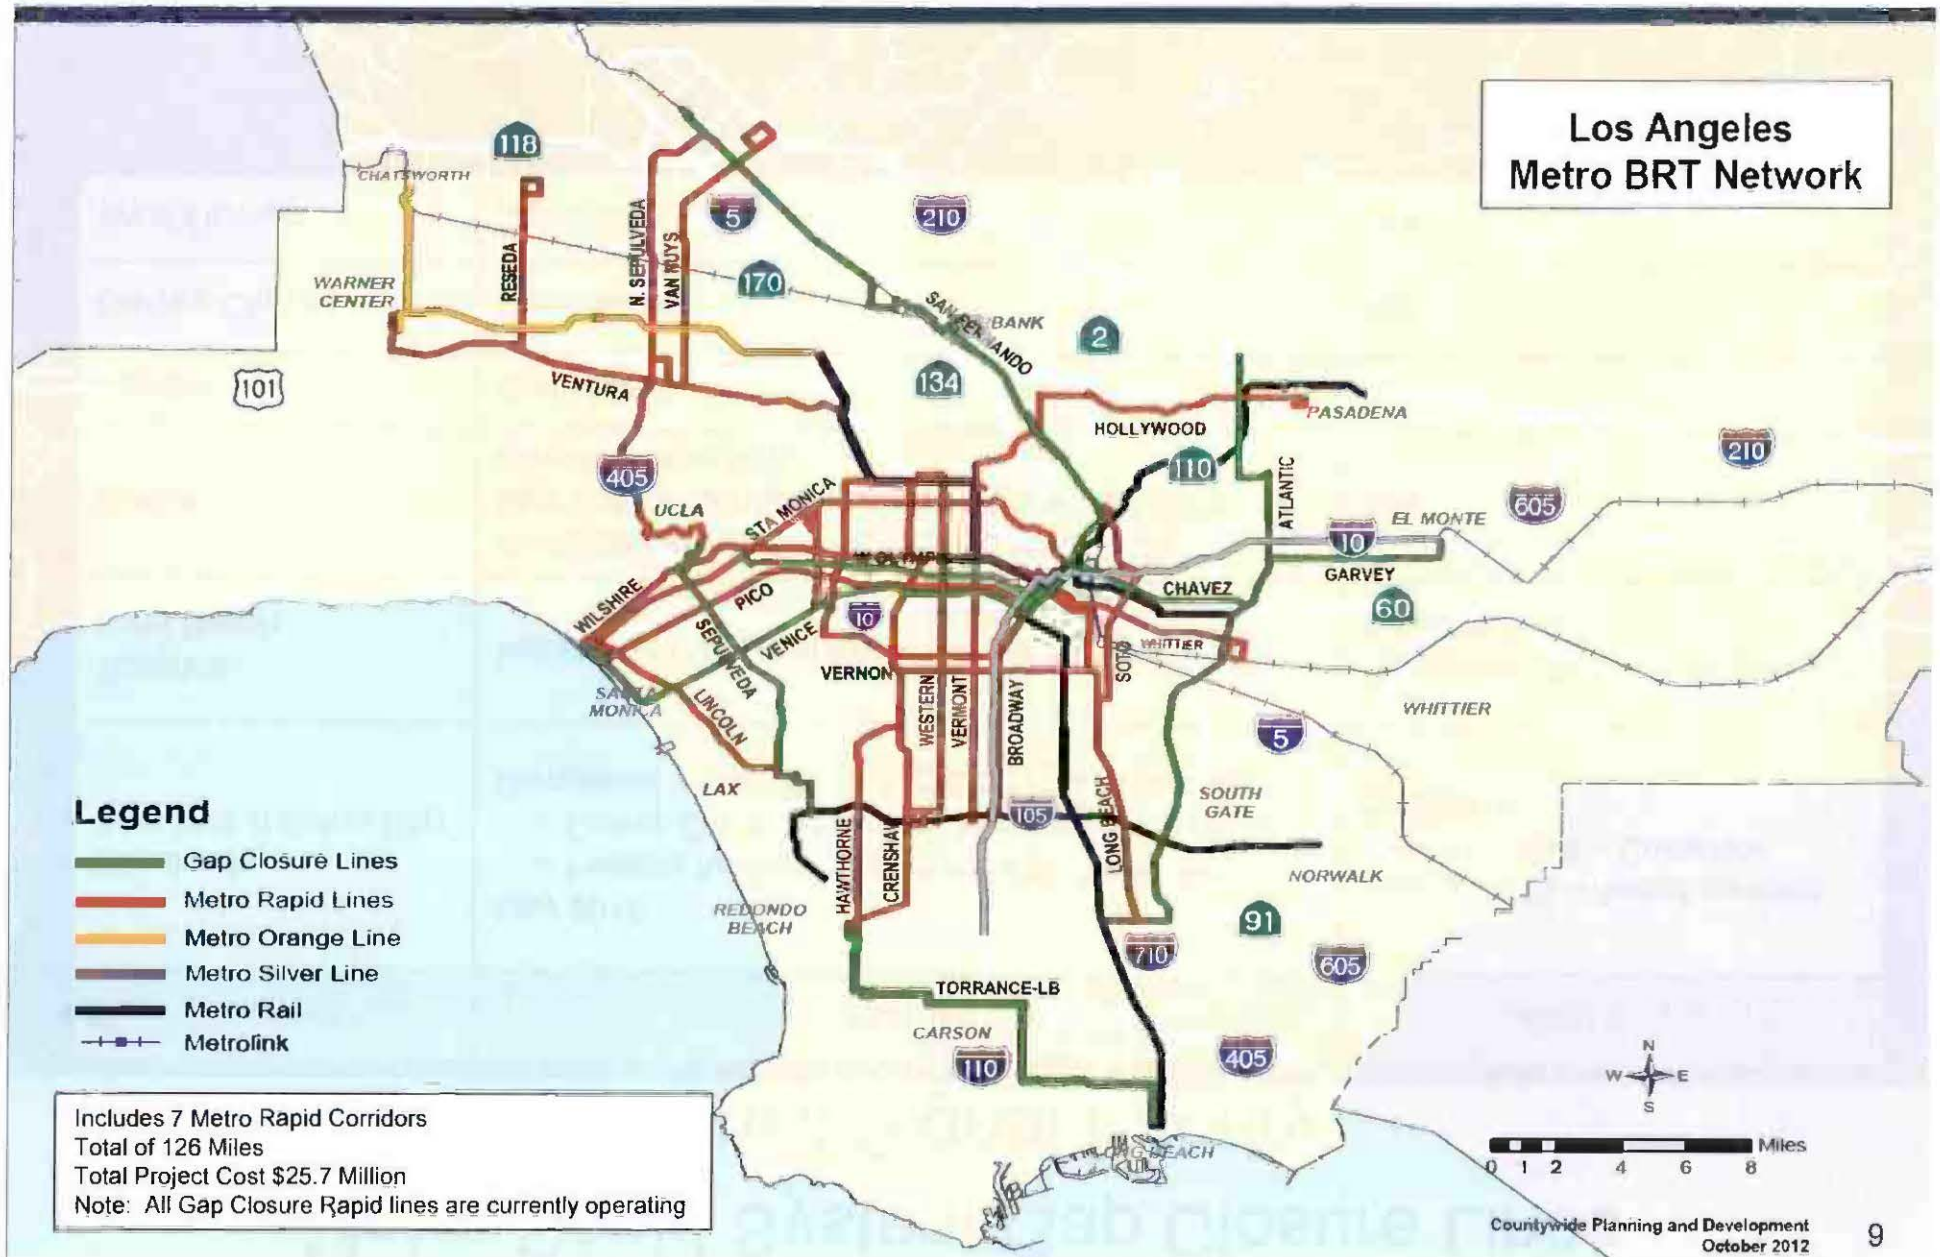 Los Angeles
Metro BRT Network
118
CHATSWORTH
5
210
RESEDA
N. SEPULVEDA
VAN NUYS
170
WARNER
CENTER
SAN FERNANDO
BANK
2
134
101
VENTURA
PASADENA
HOLLYWOOD
110
210
405
UCLA
STA MONICA
ATLANTIC
605
EL MONTE
10
W OLYMPIC
GARVEY
CHAVEZ
60
WILSHIRE
PICO
10
SEPULVEDA
VENICE
VERNON
WHITTIER
SOTO
SANTA
MONICA
LINCOLN
WESTERN
VERMONT
BROADWAY
WHITTIER
5
LAX
SOUTH
GATE
105
LONG BEACH
HAWTHORNE
CRENSHAW
NORWALK
REDONDO
BEACH
91
710
605
TORRANCE-LB
CARSON
110
405
LONG BEACH
Legend
Gap Closure Lines
Metro Rapid Lines
Metro Orange Line
Metro Silver Line
Metro Rail
Metrolink
Includes 7 Metro Rapid Corridors
Total of 126 Miles
Total Project Cost $25.7 Million
Note: All Gap Closure Rapid lines are currently operating
N
W E
S
Miles
0 1 2 4 6 8
Countywide Planning and Development
October 2012
9